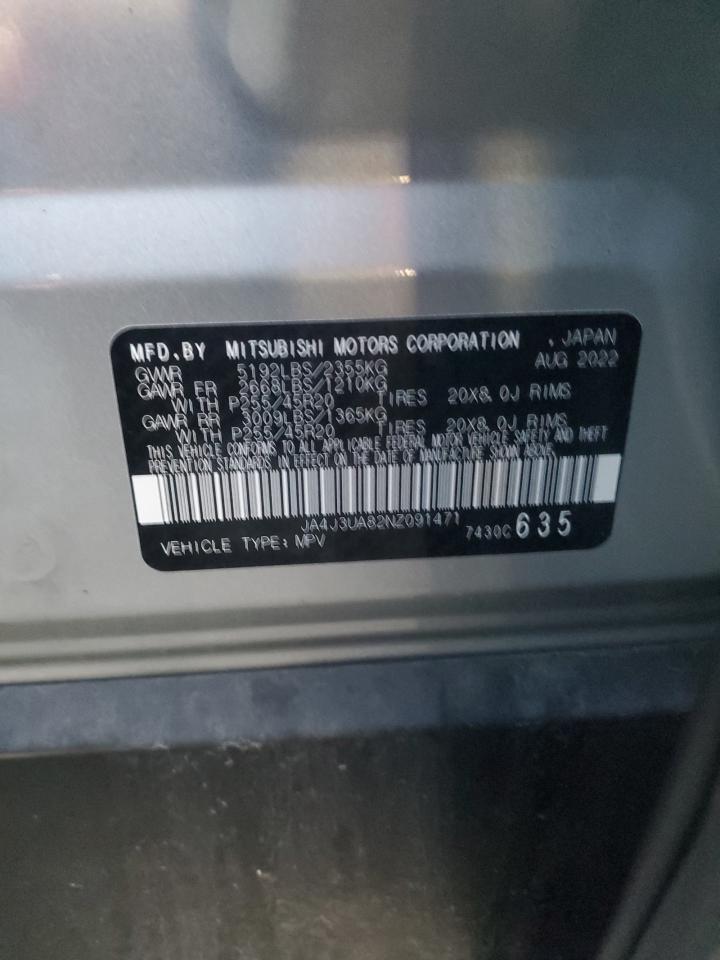 MFD.BY MITSUBISHI MOTORS CORPORATION , JAPAN
AUG 2022
GVWR 5192LBS/2355KG
GAWR FR 2668LBS/1210KG
WITH P255/45R20 TIRES 20X8.0J RIMS
GAWR RR 3009LBS/1365KG
WITH P255/45R20 TIRES 20X8.0J RIMS
THIS VEHICLE CONFORMS TO ALL APPLICABLE FEDERAL MOTOR VEHICLE SAFETY AND THEFT
PREVENTION STANDARDS IN EFFECT ON THE DATE OF MANUFACTURE SHOWN ABOVE.
JA4J3UA82NZ091471
VEHICLE TYPE: MPV 7430C 635